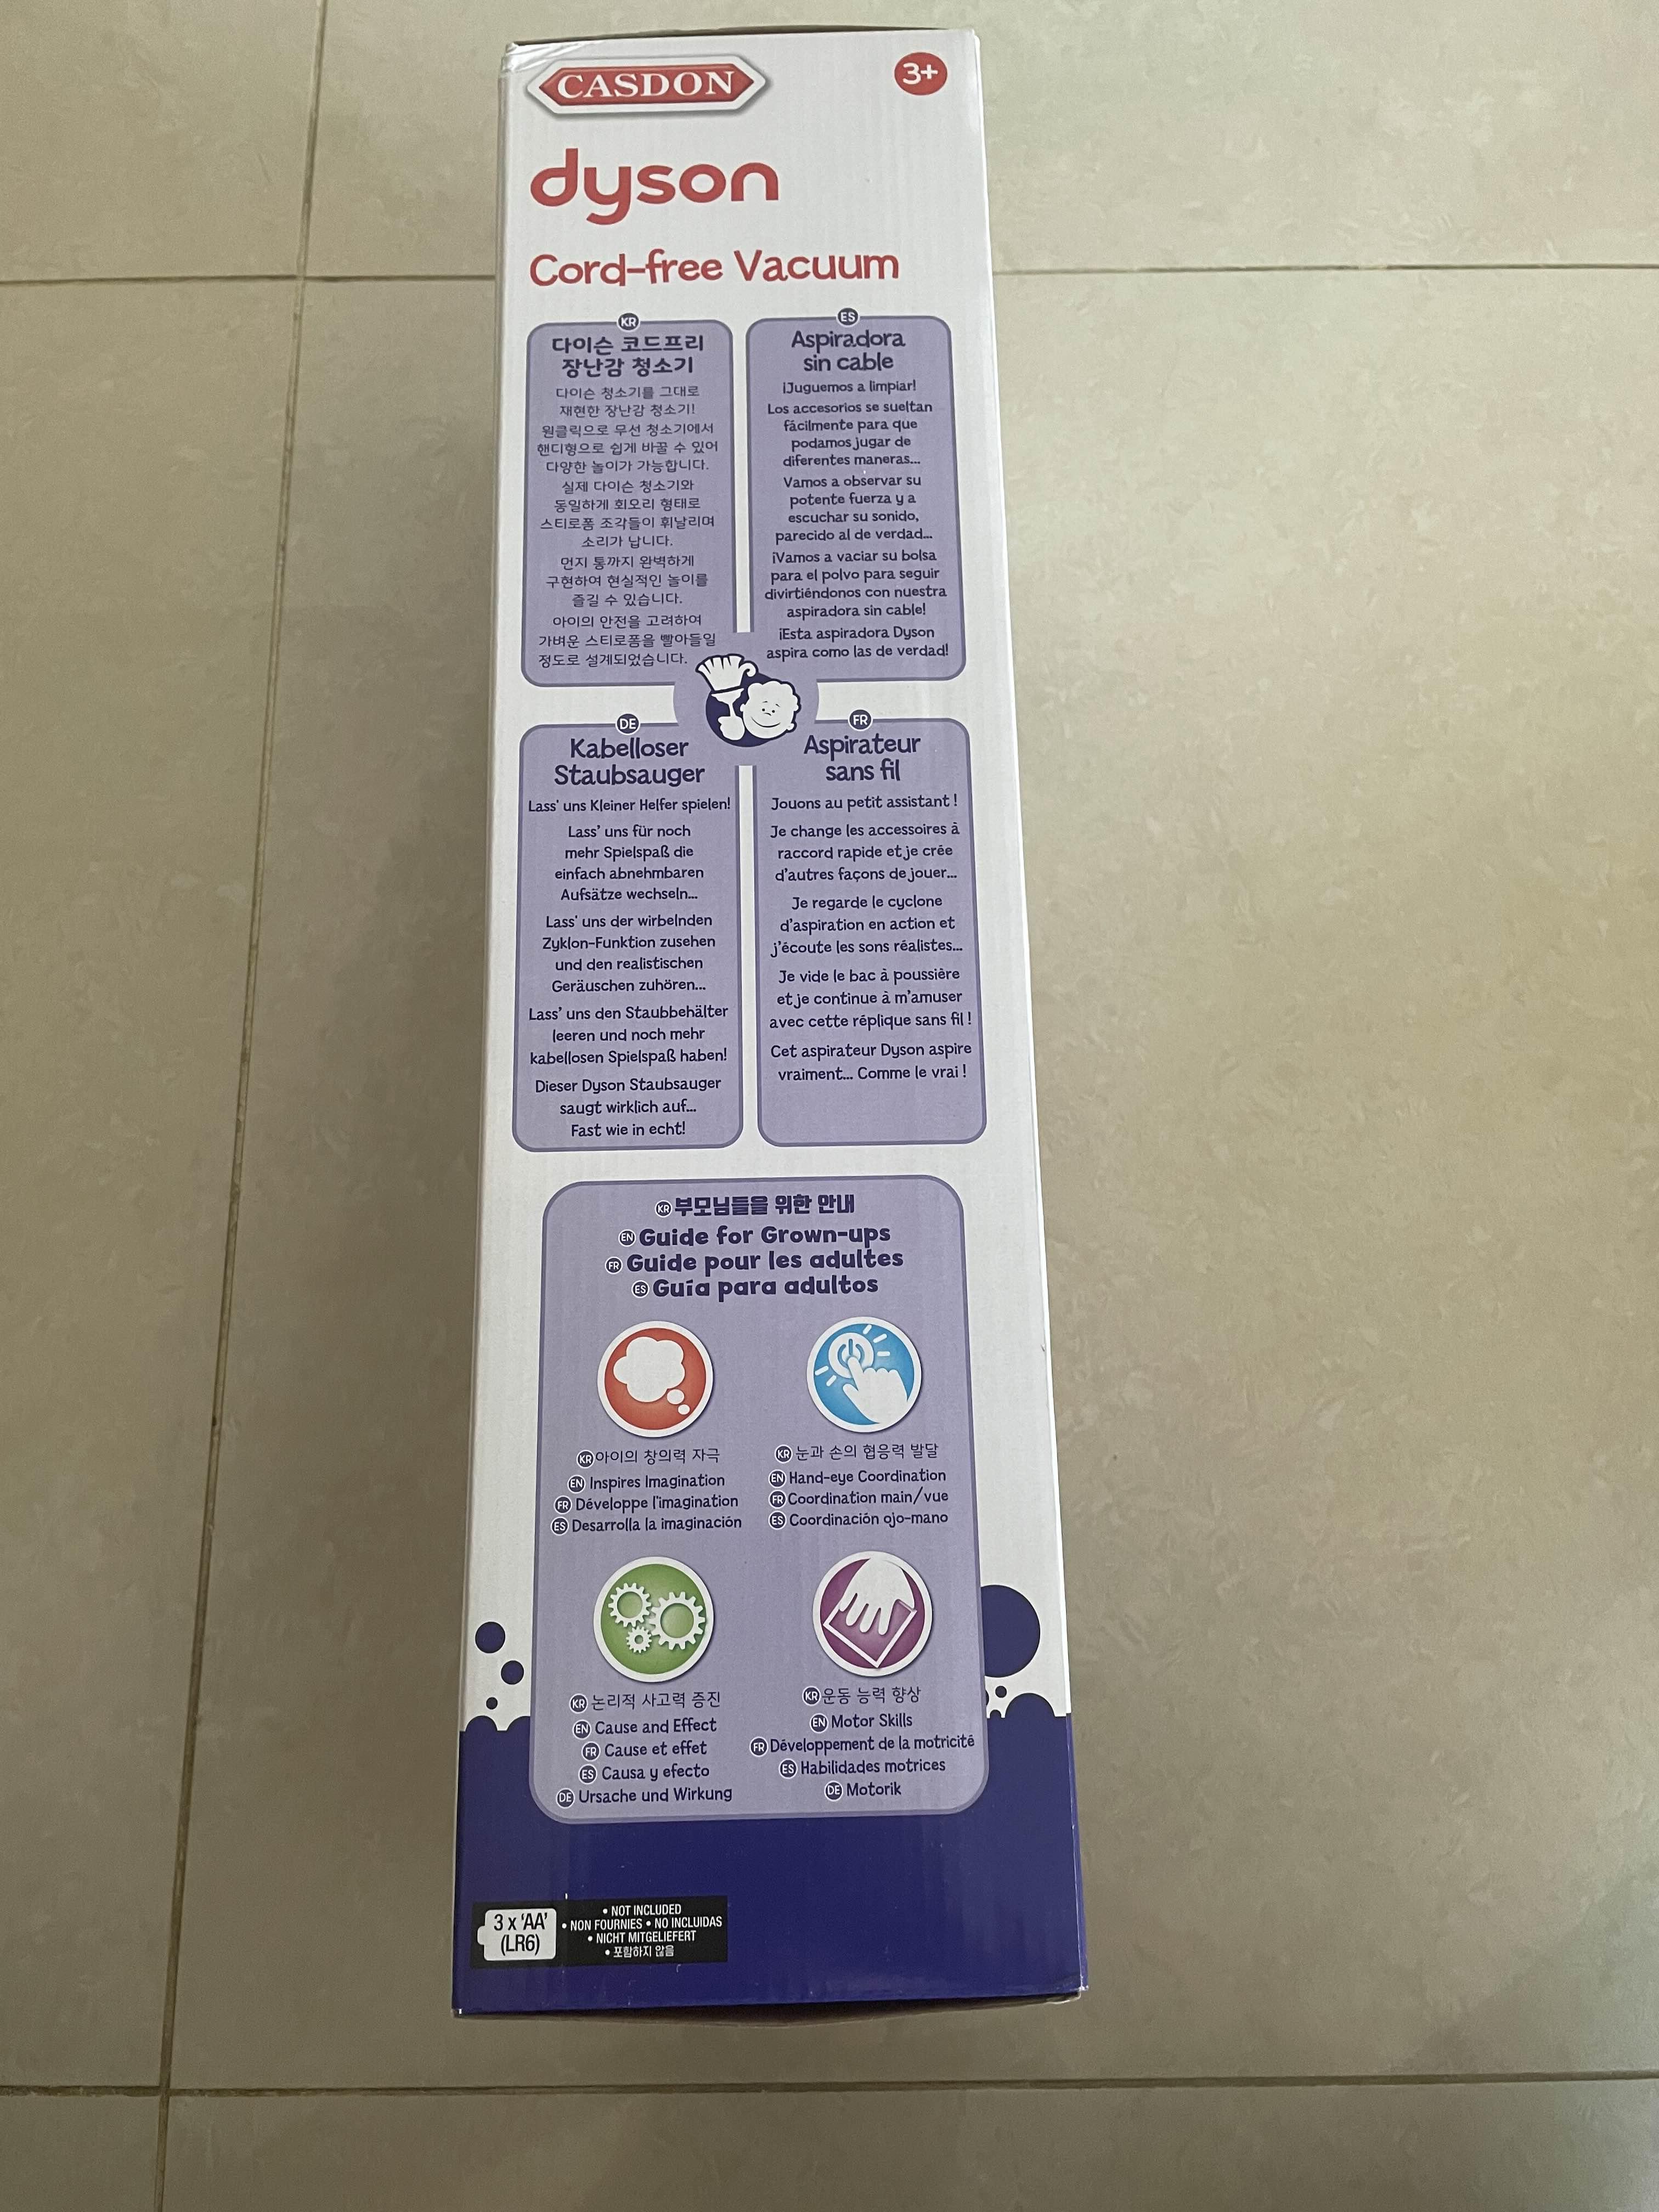 CASDON
3+
dyson
Cord-free Vacuum
KR
다이슨 코드프리
장난감 청소기
다이슨 청소기를 그대로
재현한 장난감 청소기!
원클릭으로 무선 청소기에서
핸디형으로 쉽게 바꿀 수 있어
다양한 놀이가 가능합니다.
실제 다이슨 청소기와
동일하게 회오리 형태로
스티로폼 조각들이 휘날리며
소리가 납니다.
먼지 통까지 완벽하게
구현하여 현실적인 놀이를
즐길 수 있습니다.
아이의 안전을 고려하여
가벼운 스티로폼을 빨아들일
정도로 설계되었습니다.
ES
Aspiradora
sin cable
¡Juguemos a limpiar!
Los accesorios se sueltan
fácilmente para que
podamos jugar de
diferentes maneras...
Vamos a observar su
potente fuerza y a
escuchar su sonido,
parecido al de verdad...
¡Vamos a vaciar su bolsa
para el polvo para seguir
divirtiéndonos con nuestra
aspiradora sin cable!
¡Esta aspiradora Dyson
aspira como las de verdad!
DE
Kabelloser
Staubsauger
Lass' uns Kleiner Helfer spielen!
Lass' uns für noch
mehr Spielspaß die
einfach abnehmbaren
Aufsätze wechseln...
Lass' uns der wirbelnden
Zyklon-Funktion zusehen
und den realistischen
Geräuschen zuhören...
Lass' uns den Staubbehälter
leeren und noch mehr
kabellosen Spielspaß haben!
Dieser Dyson Staubsauger
saugt wirklich auf...
Fast wie in echt!
FR
Aspirateur
sans fil
Jouons au petit assistant !
Je change les accessoires à
raccord rapide et je crée
d'autres façons de jouer...
Je regarde le cyclone
d'aspiration en action et
j'écoute les sons réalistes...
Je vide le bac à poussière
et je continue à m'amuser
avec cette réplique sans fil !
Cet aspirateur Dyson aspire
vraiment... Comme le vrai !
KR 부모님들을 위한 안내
EN Guide for Grown-ups
FR Guide pour les adultes
ES Guía para adultos
KR 아이의 창의력 자극
EN Inspires Imagination
FR Développe l'imagination
ES Desarrolla la imaginación
KR 눈과 손의 협응력 발달
EN Hand-eye Coordination
FR Coordination main/vue
ES Coordinación ojo-mano
KR 논리적 사고력 증진
EN Cause and Effect
FR Cause et effet
ES Causa y efecto
DE Ursache und Wirkung
KR 운동 능력 향상
EN Motor Skills
FR Développement de la motricité
ES Habilidades motrices
DE Motorik
3 x 'AA'
(LR6)
• NOT INCLUDED
• NON FOURNIES • NO INCLUIDAS
• NICHT MITGELIEFERT
• 포함하지 않음